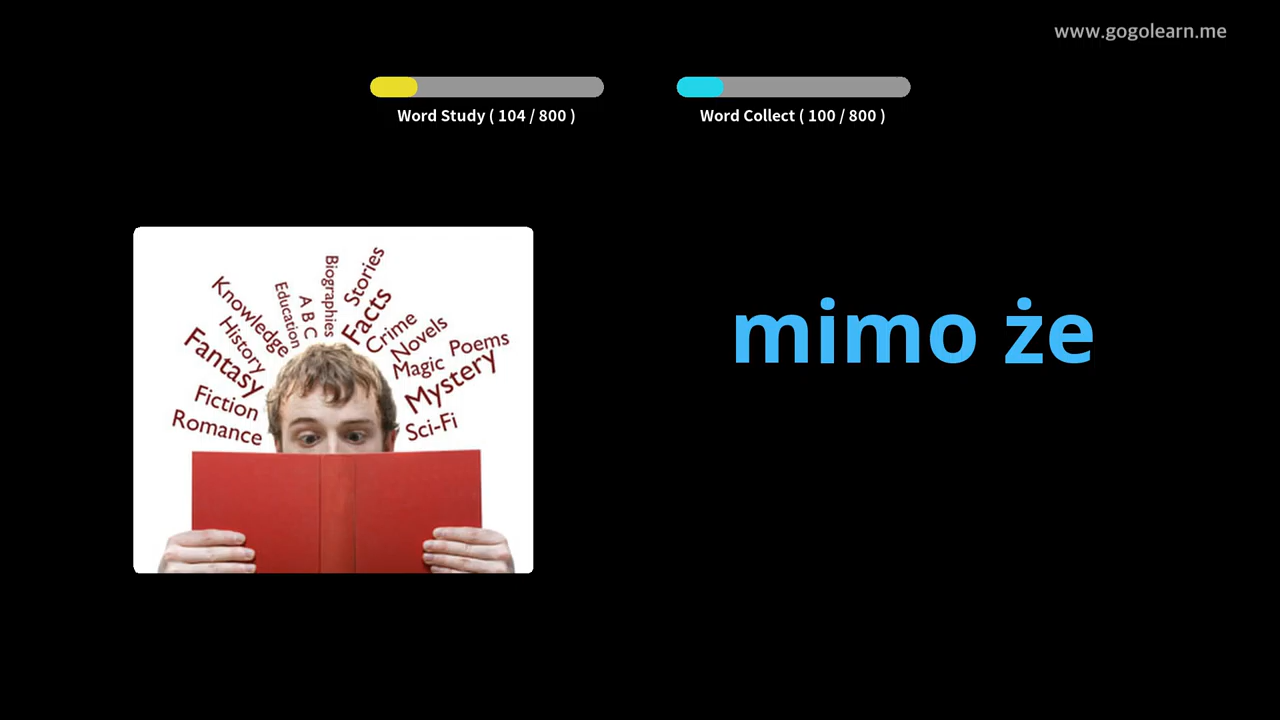 www.gogolearn.me
Word Study ( 104 / 800 )
Word Collect ( 100 / 800 )
mimo że
Knowledge
Education
A B C
Biographies
Stories
Facts
Crime
Novels
Poems
Magic
Mystery
Sci-Fi
History
Fantasy
Fiction
Romance